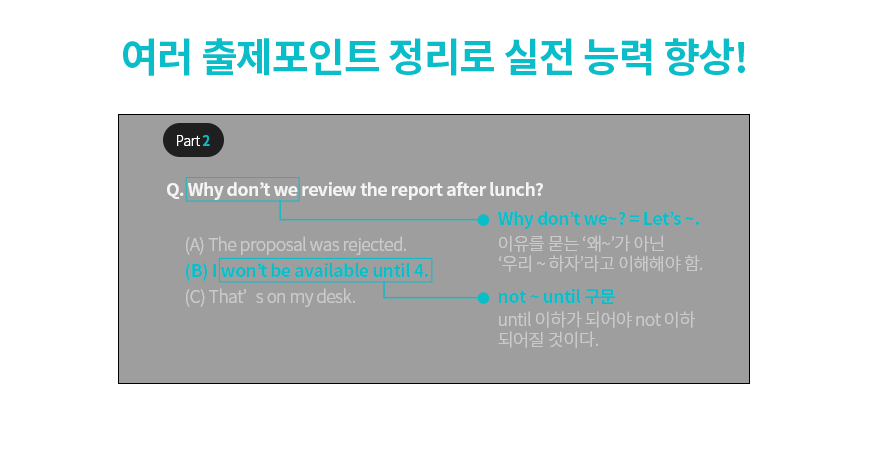 여러 출제포인트 정리로 실전 능력 향상!
Part 2
Q. Why don't we review the report after lunch?
Why don't we~? = Let's ~.
이유를 묻는 '왜~'가 아닌
'우리 ~ 하자'라고 이해해야 함.
(A) The proposal was rejected.
(B) I won't be available until 4.
(C) That's on my desk.
not ~ until 구문
until 이하가 되어야 not 이하
되어질 것이다.